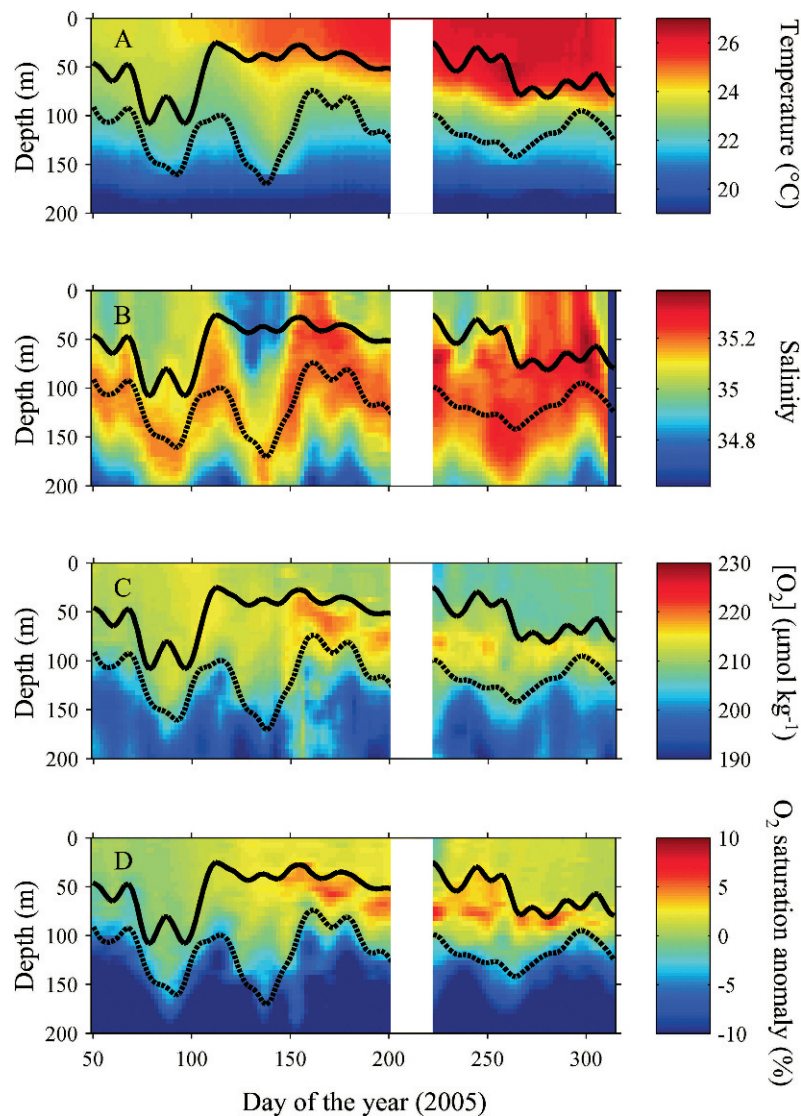 A
0
50
100
150
200
Depth (m)
26
24
22
20
Temperature (°C)
B
0
50
100
150
200
Depth (m)
35.2
35
34.8
Salinity
C
0
50
100
150
200
Depth (m)
230
220
210
200
190
[O₂] (μmol kg⁻¹)
D
0
50
100
150
200
Depth (m)
10
5
0
-5
-10
O₂ saturation anomaly (%)
50 100 150 200 250 300
Day of the year (2005)